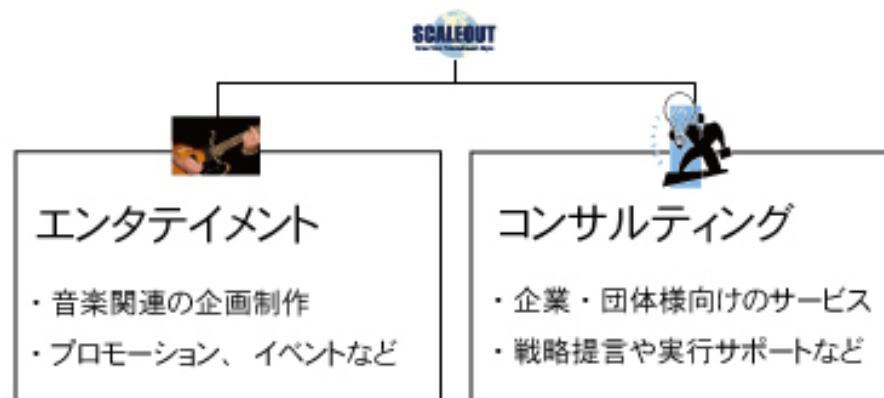 SCALEOUT
エンタテイメント
・音楽関連の企画制作
・プロモーション、イベントなど
コンサルティング
・企業・団体様向けのサービス
・戦略提言や実行サポートなど